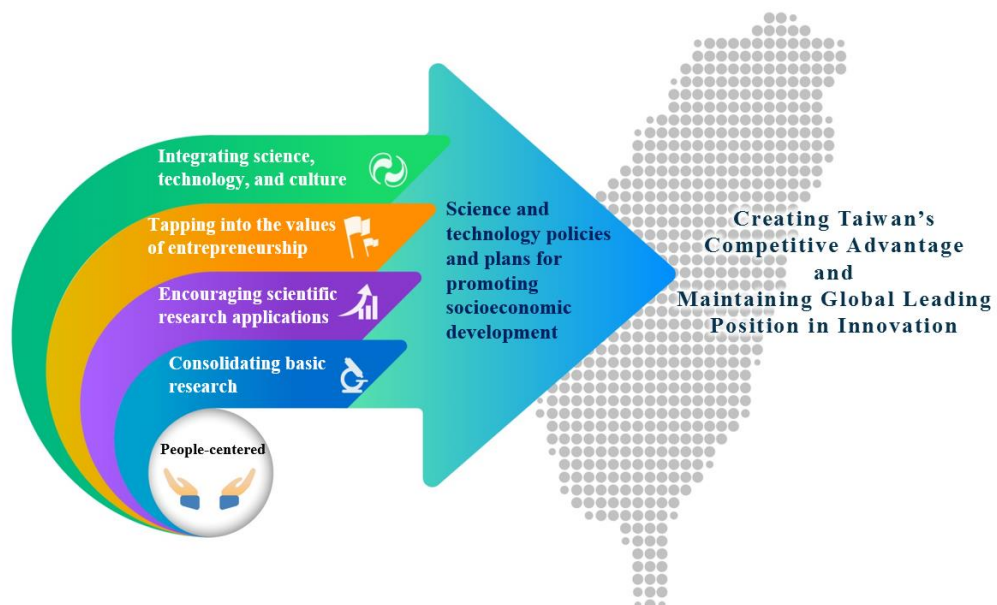 Integrating science,
technology, and culture
Tapping into the values
of entrepreneurship
Encouraging scientific
research applications
Consolidating basic
research
People-centered
Science and
technology policies
and plans for
promoting
socioeconomic
development
Creating Taiwan's
Competitive Advantage
and
Maintaining Global Leading
Position in Innovation